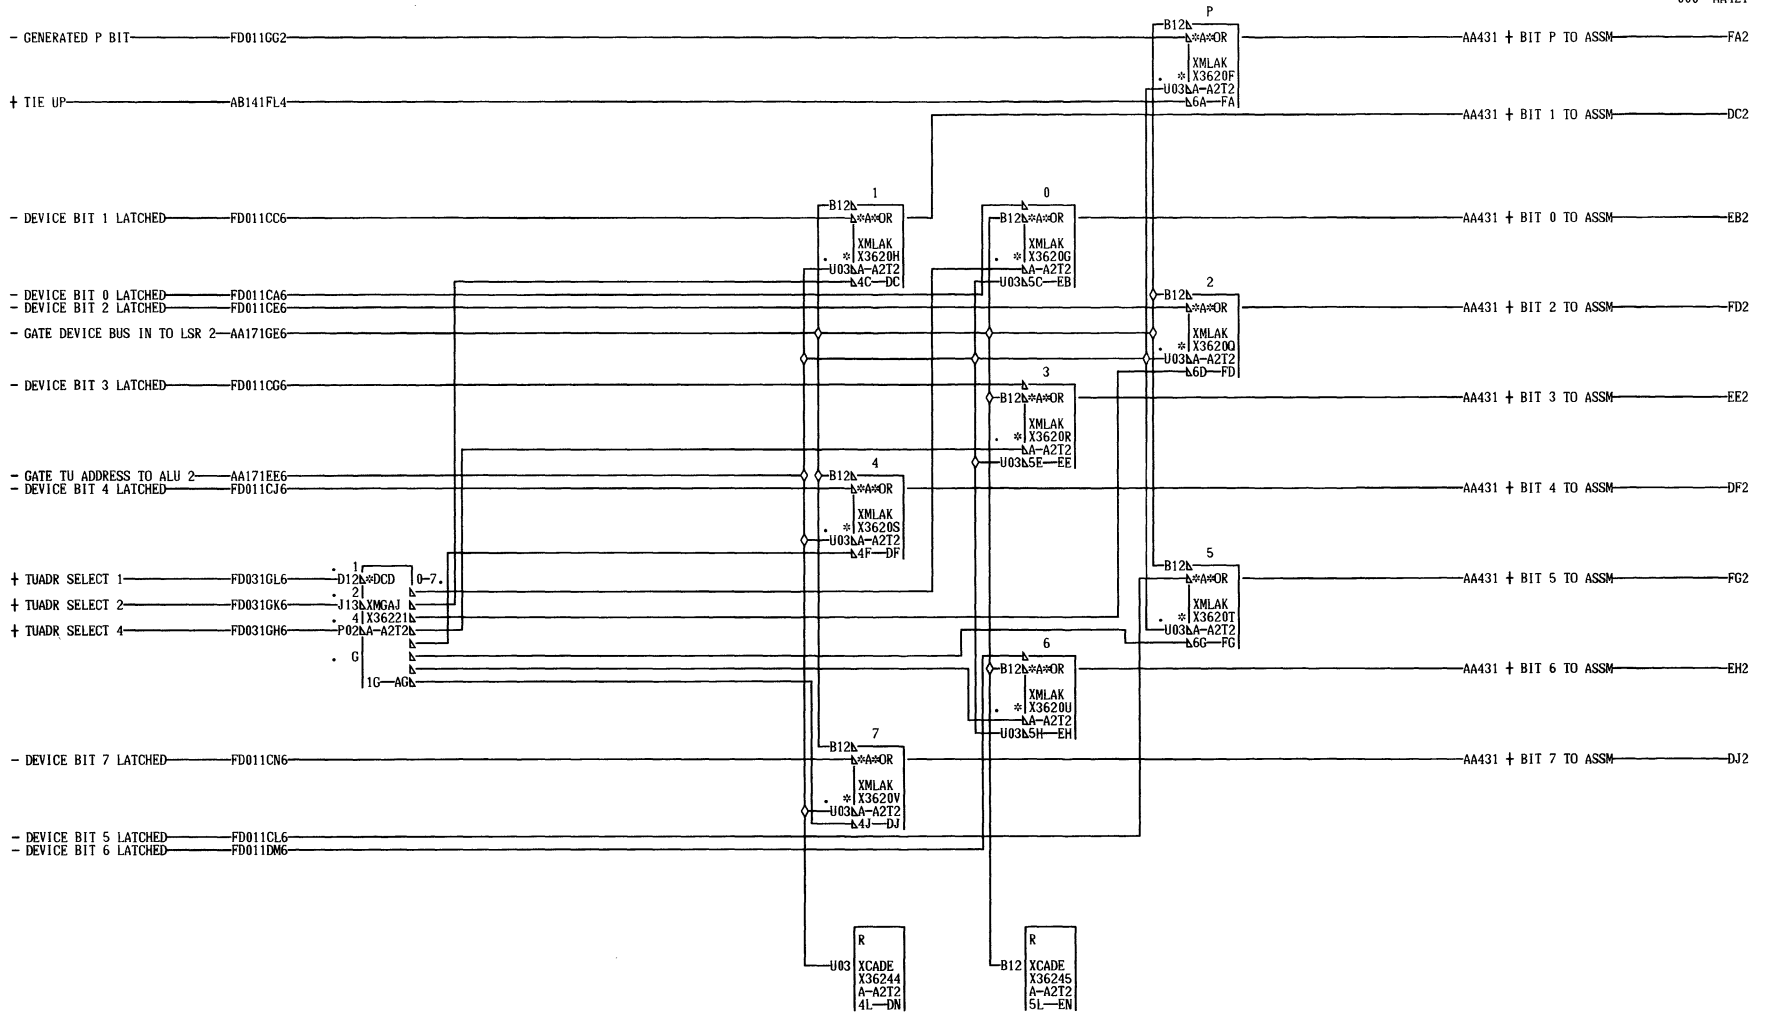 P
- GENERATED P BIT FD011GG2 B12 *A*OR AA431 + BIT P TO ASSM FA2
XMLAK
. * X3620F
U03 A-A2T2
+ TIE UP AB141FL4 6A FA
AA431 + BIT 1 TO ASSM DC2
1 0
B12
- DEVICE BIT 1 LATCHED FD011CC6 *A*OR B12 *A*OR AA431 + BIT 0 TO ASSM EB2
XMLAK XMLAK
. * X3620H . * X3620G
U03 A-A2T2 A-A2T2
4C DC U03 5C EB 2
- DEVICE BIT 0 LATCHED FD011CA6 B12
- DEVICE BIT 2 LATCHED FD011CE6 *A*OR AA431 + BIT 2 TO ASSM FD2
- GATE DEVICE BUS IN TO LSR 2 AA171GE6 XMLAK
. * X3620Q
U03 A-A2T2
3 6D FD
- DEVICE BIT 3 LATCHED FD011CG6
B12 *A*OR AA431 + BIT 3 TO ASSM EE2
XMLAK
. * X3620R
A-A2T2
4 U03 5E EE
- GATE TU ADDRESS TO ALU 2 AA171EE6 B12
- DEVICE BIT 4 LATCHED FD011CJ6 *A*OR AA431 + BIT 4 TO ASSM DF2
XMLAK
. * X3620S
U03 A-A2T2
4F DF 5
. 1 B12
+ TUADR SELECT 1 FD031GL6 D12 *DCD 0-7. *A*OR AA431 + BIT 5 TO ASSM FG2
. 2
+ TUADR SELECT 2 FD031GK6 J13 XMGAJ XMLAK
. 4 X36221 . * X3620T
+ TUADR SELECT 4 FD031GH6 P02 A-A2T2 U03 A-A2T2
6 6G FG
. G
B12 *A*OR AA431 + BIT 6 TO ASSM EH2
1G AG
XMLAK
. * X3620U
A-A2T2
7 U03 5H EH
B12
- DEVICE BIT 7 LATCHED FD011CN6 *A*OR AA431 + BIT 7 TO ASSM DJ2
XMLAK
. * X3620V
U03 A-A2T2
4J DJ
- DEVICE BIT 5 LATCHED FD011CL6
- DEVICE BIT 6 LATCHED FD011DM6
R R
U03 XCADE B12 XCADE
X36244 X36245
A-A2T2 A-A2T2
4L DN 5L EN